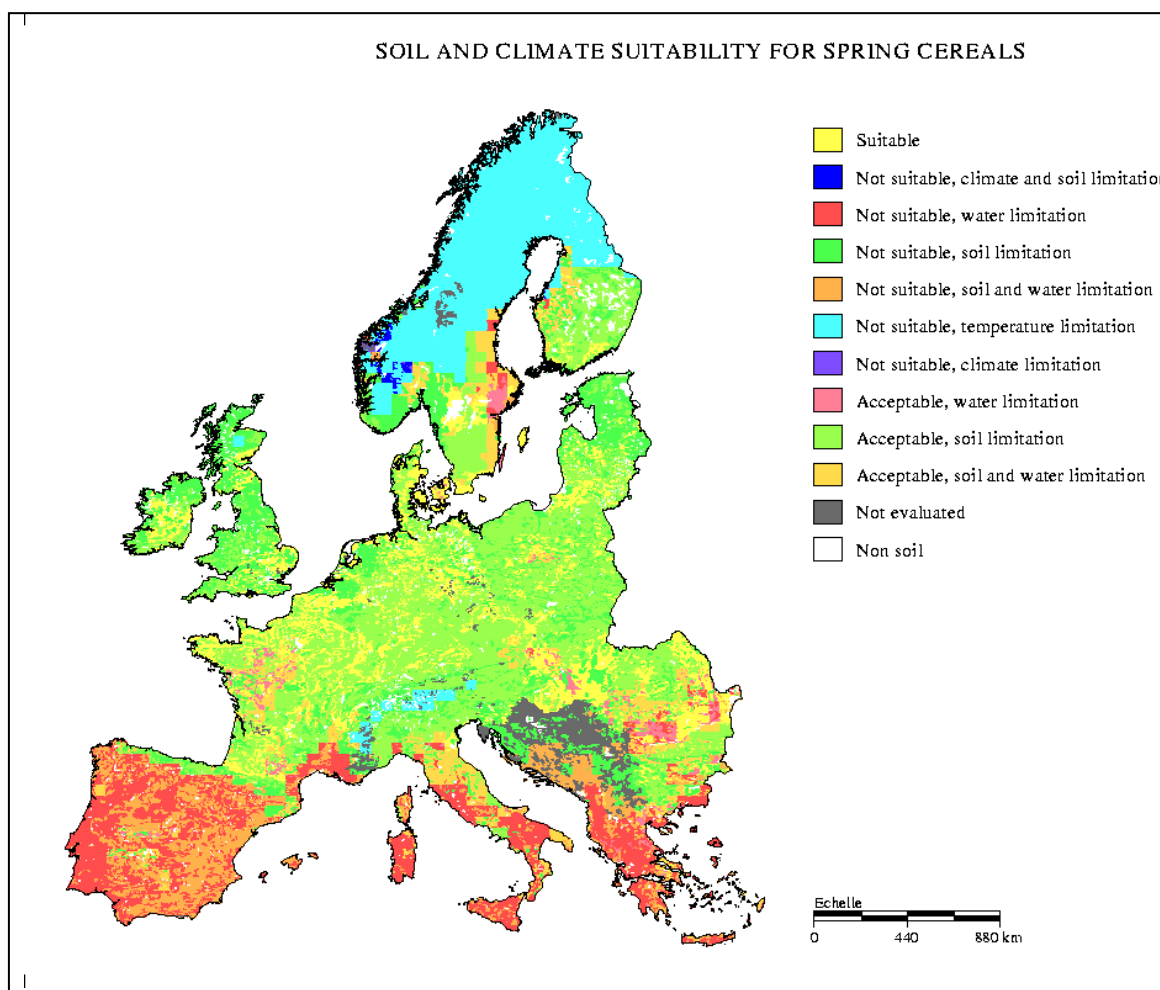 SOIL AND CLIMATE SUITABILITY FOR SPRING CEREALS
Suitable
Not suitable, climate and soil limitation
Not suitable, water limitation
Not suitable, soil limitation
Not suitable, soil and water limitation
Not suitable, temperature limitation
Not suitable, climate limitation
Acceptable, water limitation
Acceptable, soil limitation
Acceptable, soil and water limitation
Not evaluated
Non soil
Echelle
0 440 880 km